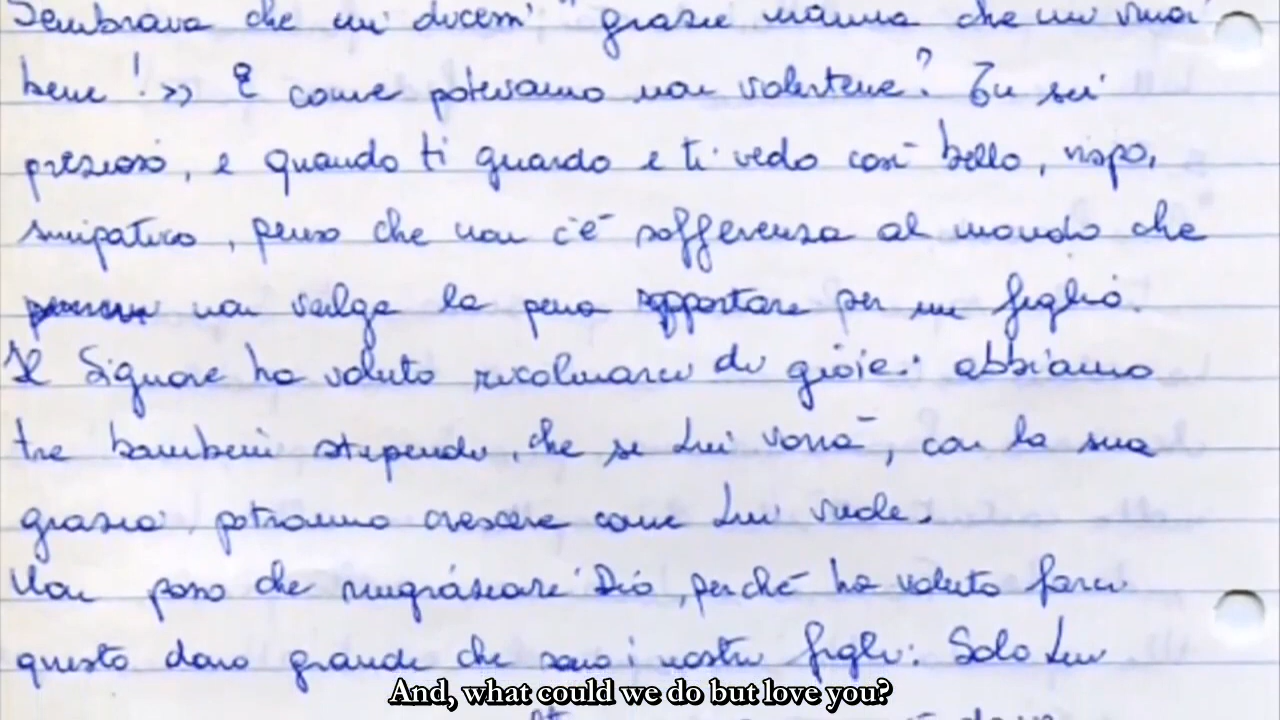 Sembrava che mi dicessi "grazie mamma che mi vuoi
bene!» E come potevamo non volertene? Tu sei
prezioso, e quando ti guardo e ti vedo così bello, vispo,
simpatico, penso che non c'è sofferenza al mondo che
non valga la pena sopportare per un figlio.
Il Signore ha voluto ricolmarci di gioie: abbiamo
tre bambini stupendi, che se Lui vorrà, con la sua
grazia, potranno crescere come Lui vuole.
Non posso che ringraziare Dio, perché ha voluto farci
questo dono grande che sono i nostri figli: Solo Lui
And, what could we do but love you?